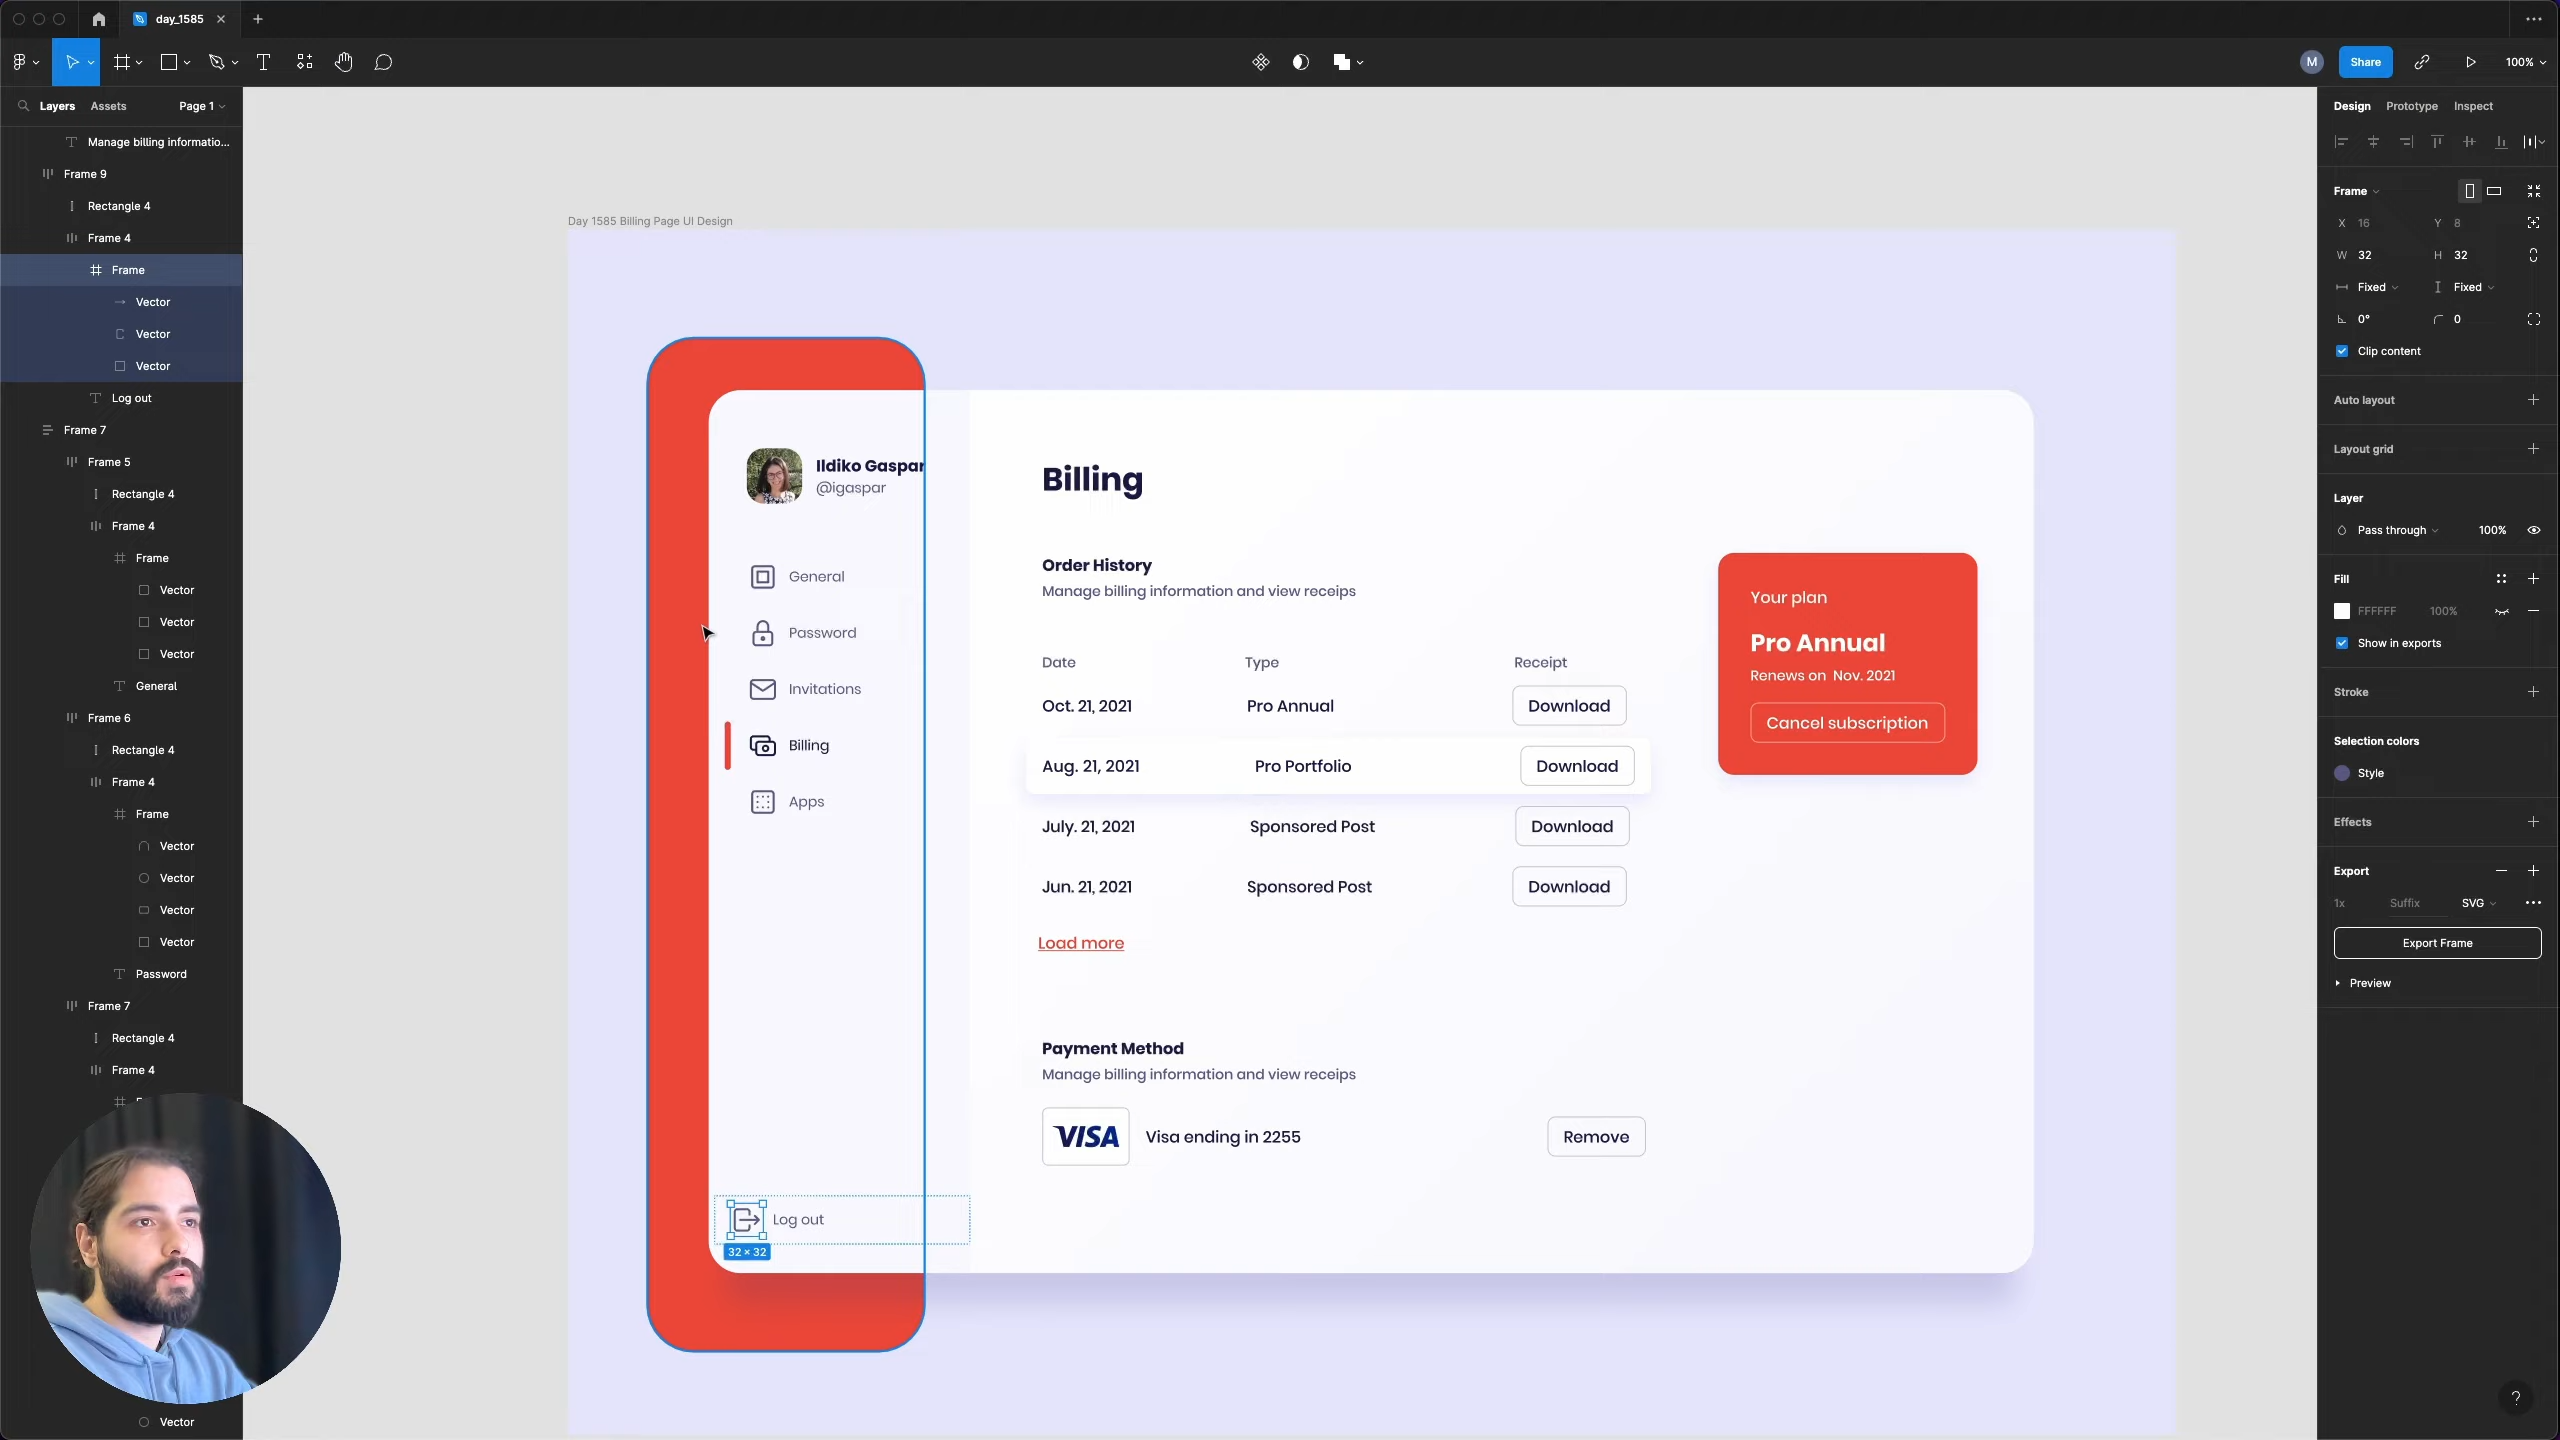 day_1585
M
Share
100%
Layers
Assets
Page 1
Design
Prototype
Inspect
Manage billing informatio...
Frame 9
Rectangle 4
Frame 4
Frame
Vector
Vector
Vector
Log out
Frame 7
Frame 5
Rectangle 4
Frame 4
Frame
Vector
Vector
Vector
General
Frame 6
Rectangle 4
Frame 4
Frame
Vector
Vector
Vector
Vector
Password
Frame 7
Rectangle 4
Frame 4
Vector
Day 1585 Billing Page UI Design
Ildiko Gaspar
@igaspar
General
Password
Invitations
Billing
Apps
Log out
32 × 32
Billing
Order History
Manage billing information and view receips
Date Type Receipt
Oct. 21, 2021 Pro Annual Download
Aug. 21, 2021 Pro Portfolio Download
July. 21, 2021 Sponsored Post Download
Jun. 21, 2021 Sponsored Post Download
Load more
Payment Method
Manage billing information and view receips
VISA Visa ending in 2255 Remove
Your plan
Pro Annual
Renews on Nov. 2021
Cancel subscription
Frame
X 16 Y 8
W 32 H 32
Fixed Fixed
0° 0
Clip content
Auto layout
Layout grid
Layer
Pass through 100%
Fill
FFFFFF 100%
Show in exports
Stroke
Selection colors
Style
Effects
Export
1x Suffix SVG
Export Frame
Preview
?